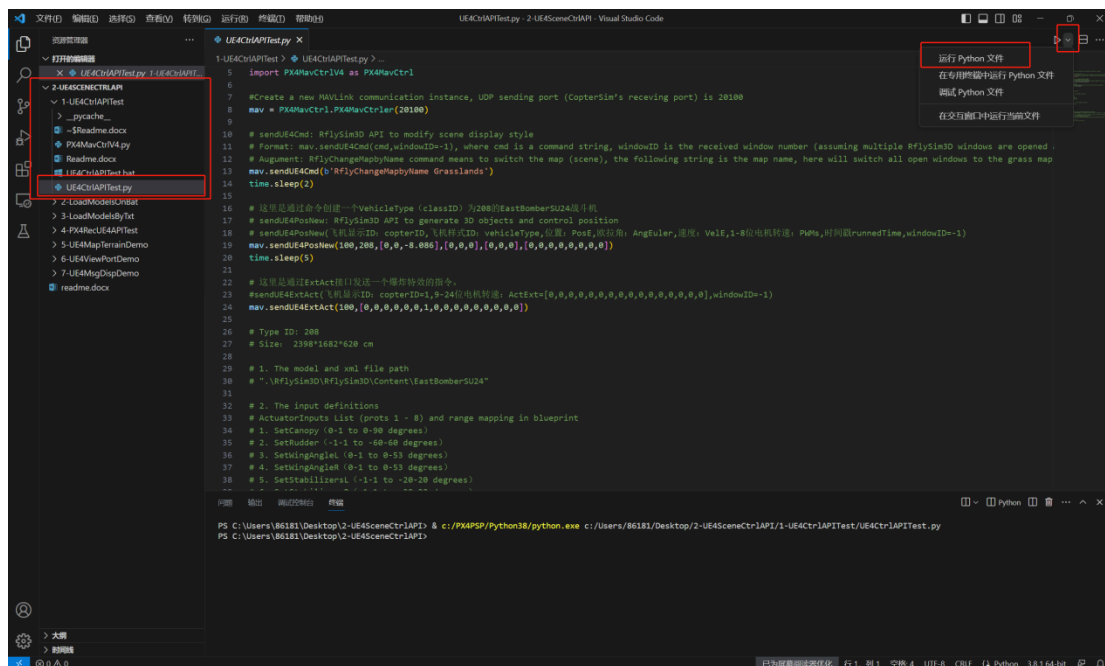 文件(F) 编辑(E) 选择(S) 查看(V) 转到(G) 运行(R) 终端(T) 帮助(H)
UE4CtrlAPITest.py - 2-UE4SceneCtrlAPI - Visual Studio Code
资源管理器
打开的编辑器
UE4CtrlAPITest.py 1-UE4CtrlAPIT...
2-UE4SCENECTRLAPI
1-UE4CtrlAPITest
__pycache__
~$Readme.docx
PX4MavCtrlV4.py
Readme.docx
UE4CtrlAPITest.bat
UE4CtrlAPITest.py
2-LoadModelsOnBat
3-LoadModelsByTxt
4-PX4RecUE4APITest
5-UE4MapTerrainDemo
6-UE4ViewPortDemo
7-UE4MsgDispDemo
readme.docx
大纲
时间线
UE4CtrlAPITest.py
1-UE4CtrlAPITest > UE4CtrlAPITest.py > ...
运行 Python 文件
在专用终端中运行 Python 文件
调试 Python 文件
在交互窗口中运行当前文件
5 import PX4MavCtrlV4 as PX4MavCtrl
6
7 #Create a new MAVLink communication instance, UDP sending port (CopterSim's receving port) is 20100
8 mav = PX4MavCtrl.PX4MavCtrler(20100)
9
10 # sendUE4Cmd: RflySim3D API to modify scene display style
11 # Format: mav.sendUE4Cmd(cmd,windowID=-1), where cmd is a command string, windowID is the received window number (assuming multiple RflySim3D windows are opened
12 # Augument: RflyChangeMapbyName command means to switch the map (scene), the following string is the map name, here will switch all open windows to the grass map
13 mav.sendUE4Cmd(b'RflyChangeMapbyName Grasslands')
14 time.sleep(2)
15
16 # 这里是通过命令创建一个VehicleType（classID）为208的EastBomberSU24战斗机
17 # sendUE4PosNew: RflySim3D API to generate 3D objects and control position
18 # sendUE4PosNew(飞机显示ID: copterID,飞机样式ID: vehicleType,位置: PosE,欧拉角: AngEuler,速度: VelE,1-8位电机转速: PWMs,时间戳runnedTime,windowID=-1)
19 mav.sendUE4PosNew(100,208,[0,0,-8.086],[0,0,0],[0,0,0],[0,0,0,0,0,0,0,0])
20 time.sleep(5)
21
22 # 这里是通过ExtAct接口发送一个爆炸特效的指令。
23 #sendUE4ExtAct(飞机显示ID: copterID=1,9-24位电机转速: ActExt=[0,0,0,0,0,0,0,0,0,0,0,0,0,0,0,0],windowID=-1)
24 mav.sendUE4ExtAct(100,[0,0,0,0,0,0,1,0,0,0,0,0,0,0,0,0])
25
26 # Type ID: 208
27 # Size: 2398*1682*620 cm
28
29 # 1. The model and xml file path
30 # ".\RflySim3D\RflySim3D\Content\EastBomberSU24"
31
32 # 2. The input definitions
33 # ActuatorInputs List (prots 1 - 8) and range mapping in blueprint
34 # 1. SetCanopy（0-1 to 0-90 degrees）
35 # 2. SetRudder（-1-1 to -60-60 degrees）
36 # 3. SetWingAngleL（0-1 to 0-53 degrees）
37 # 4. SetWingAngleR（0-1 to 0-53 degrees）
38 # 5. SetStabilizersL（-1-1 to -20-20 degrees）
问题 输出 调试控制台 终端
Python
PS C:\Users\86181\Desktop\2-UE4SceneCtrlAPI> & c:/PX4PSP/Python38/python.exe c:/Users/86181/Desktop/2-UE4SceneCtrlAPI/1-UE4CtrlAPITest/UE4CtrlAPITest.py
PS C:\Users\86181\Desktop\2-UE4SceneCtrlAPI>
0 0 已为屏幕阅读器优化 行 1, 列 1 空格: 4 UTF-8 CRLF Python 3.8.1 64-bit